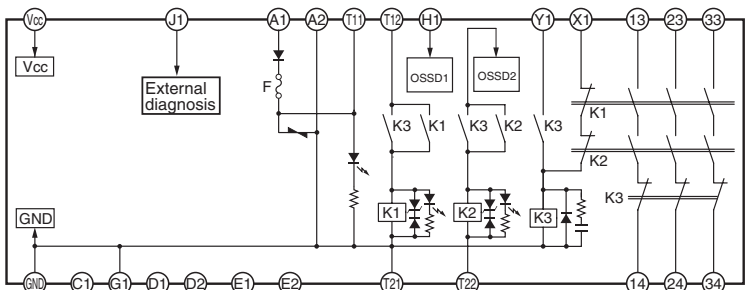 Vcc J1 A1 A2 T11 T12 H1 Y1 X1 13 23 33
Vcc
External
diagnosis
F
OSSD1
OSSD2
K3 K1 K3 K2 K3
K1
K2
K3
GND
K1 K2 K3
GND C1 G1 D1 D2 E1 E2 T21 T22 14 24 34